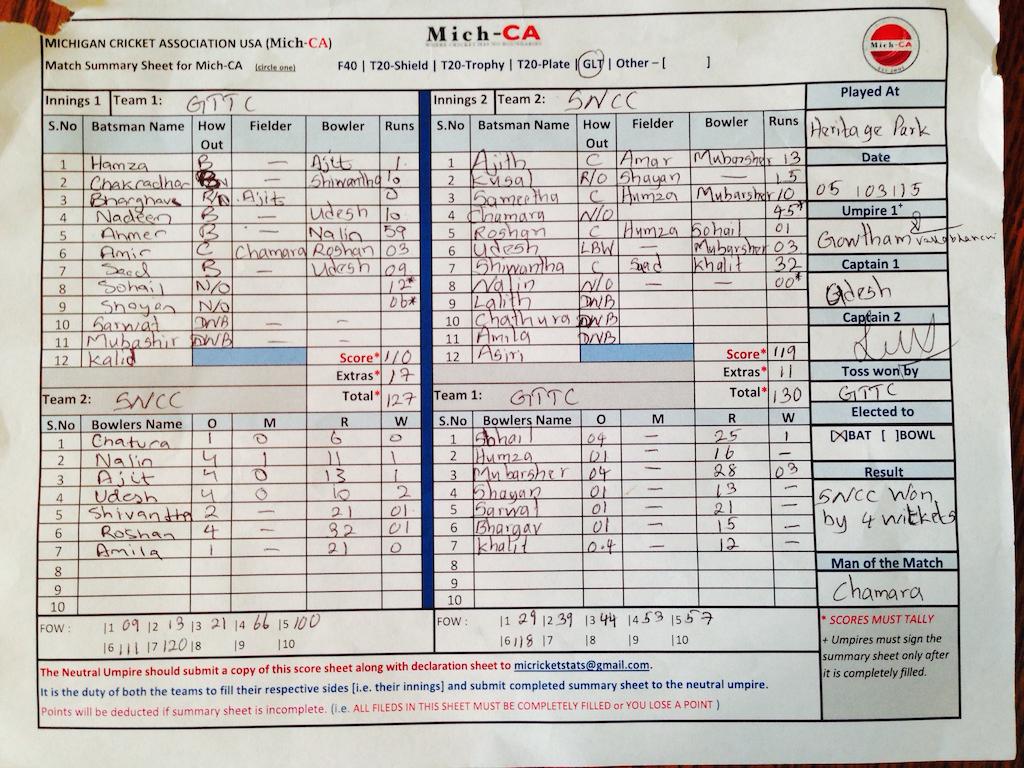 MICHIGAN CRICKET ASSOCIATION USA (Mich-CA)
Mich-CA
Mich-CA
Match Summary Sheet for Mich-CA (circle one) F40 | T20-Shield | T20-Trophy | T20-Plate | GLT | Other – [ ]
Innings 1 Team 1: GTTC
S.No Batsman Name How Out Fielder Bowler Runs
1 Hamza B — Ajit 1
2 Chakradhar — Shiwantha 10
3 Bharghava R/O Ajit 0
4 Nadeen B — Udesh 10
5 Ahmer B - Nalin 59
6 Amir C Chamara Roshan 03
7 Saed B — Udesh 09
8 Sohail N/O 12*
9 Shoyan N/O 06*
10 Sarwat DNB — –
11 Mubashir DNB — –
12 Kalid
Score* 110
Extras* 17
Total* 127
Team 2: SNCC
S.No Bowlers Name O M R W
1 Chatura 1 0 6 0
2 Nalin 4 1 11 1
3 Ajit 4 0 13 1
4 Udesh 4 0 10 2
5 Shivandha 2 – 21 01
6 Roshan 4 – 32 01
7 Amila 1 – 21 0
8
9
10
FOW : |1 09 |2 13 |3 21 |4 66 |5 100
|6 111 |7 120 |8 |9 |10
Innings 2 Team 2: SNCC
S.No Batsman Name How Out Fielder Bowler Runs
1 Ajith C Amar Mubarsher 13
2 Kusal R/O Shayan — 15
3 Sameetha C Humza Mubarsher 10
4 Chamara N/O 45*
5 Roshan C Humza Sohail 01
6 Udesh LBW — Mubarsher 03
7 Shiwantha C Saad Khalit 32
8 Nalin N/O — — 00*
9 Lalith DNB
10 Chathura DNB
11 Amila DNB
12 Asiri
Score* 119
Extras* 11
Total* 130
Team 1: GTTC
S.No Bowlers Name O M R W
1 Sohail 04 — 25 1
2 Humza 01 — 16 —
3 Mubarsher 04 — 28 03
4 Shayan 01 — 13 —
5 Sarwat 01 — 21 —
6 Bhargav 01 — 15 —
7 Khalit 0.4 — 12 —
8
9
10
FOW : |1 29 |2 39 |3 44 |4 53 |5 57
|6 118 |7 |8 |9 |10
Played At
Heritage Park
Date
05 103115
Umpire 1
Gowtham &
Captain 1
Udesh
Captain 2
Toss won by
GTTC
Elected to
[X]BAT [ ]BOWL
Result
SNCC Won
by 4 wickets
Man of the Match
Chamara
* SCORES MUST TALLY
+ Umpires must sign the
summary sheet only after
it is completely filled.
The Neutral Umpire should submit a copy of this score sheet along with declaration sheet to micricketstats@gmail.com.
It is the duty of both the teams to fill their respective sides [i.e. their innings] and submit completed summary sheet to the neutral umpire.
Points will be deducted if summary sheet is incomplete. (i.e. ALL FILEDS IN THIS SHEET MUST BE COMPLETELY FILLED or YOU LOSE A POINT )